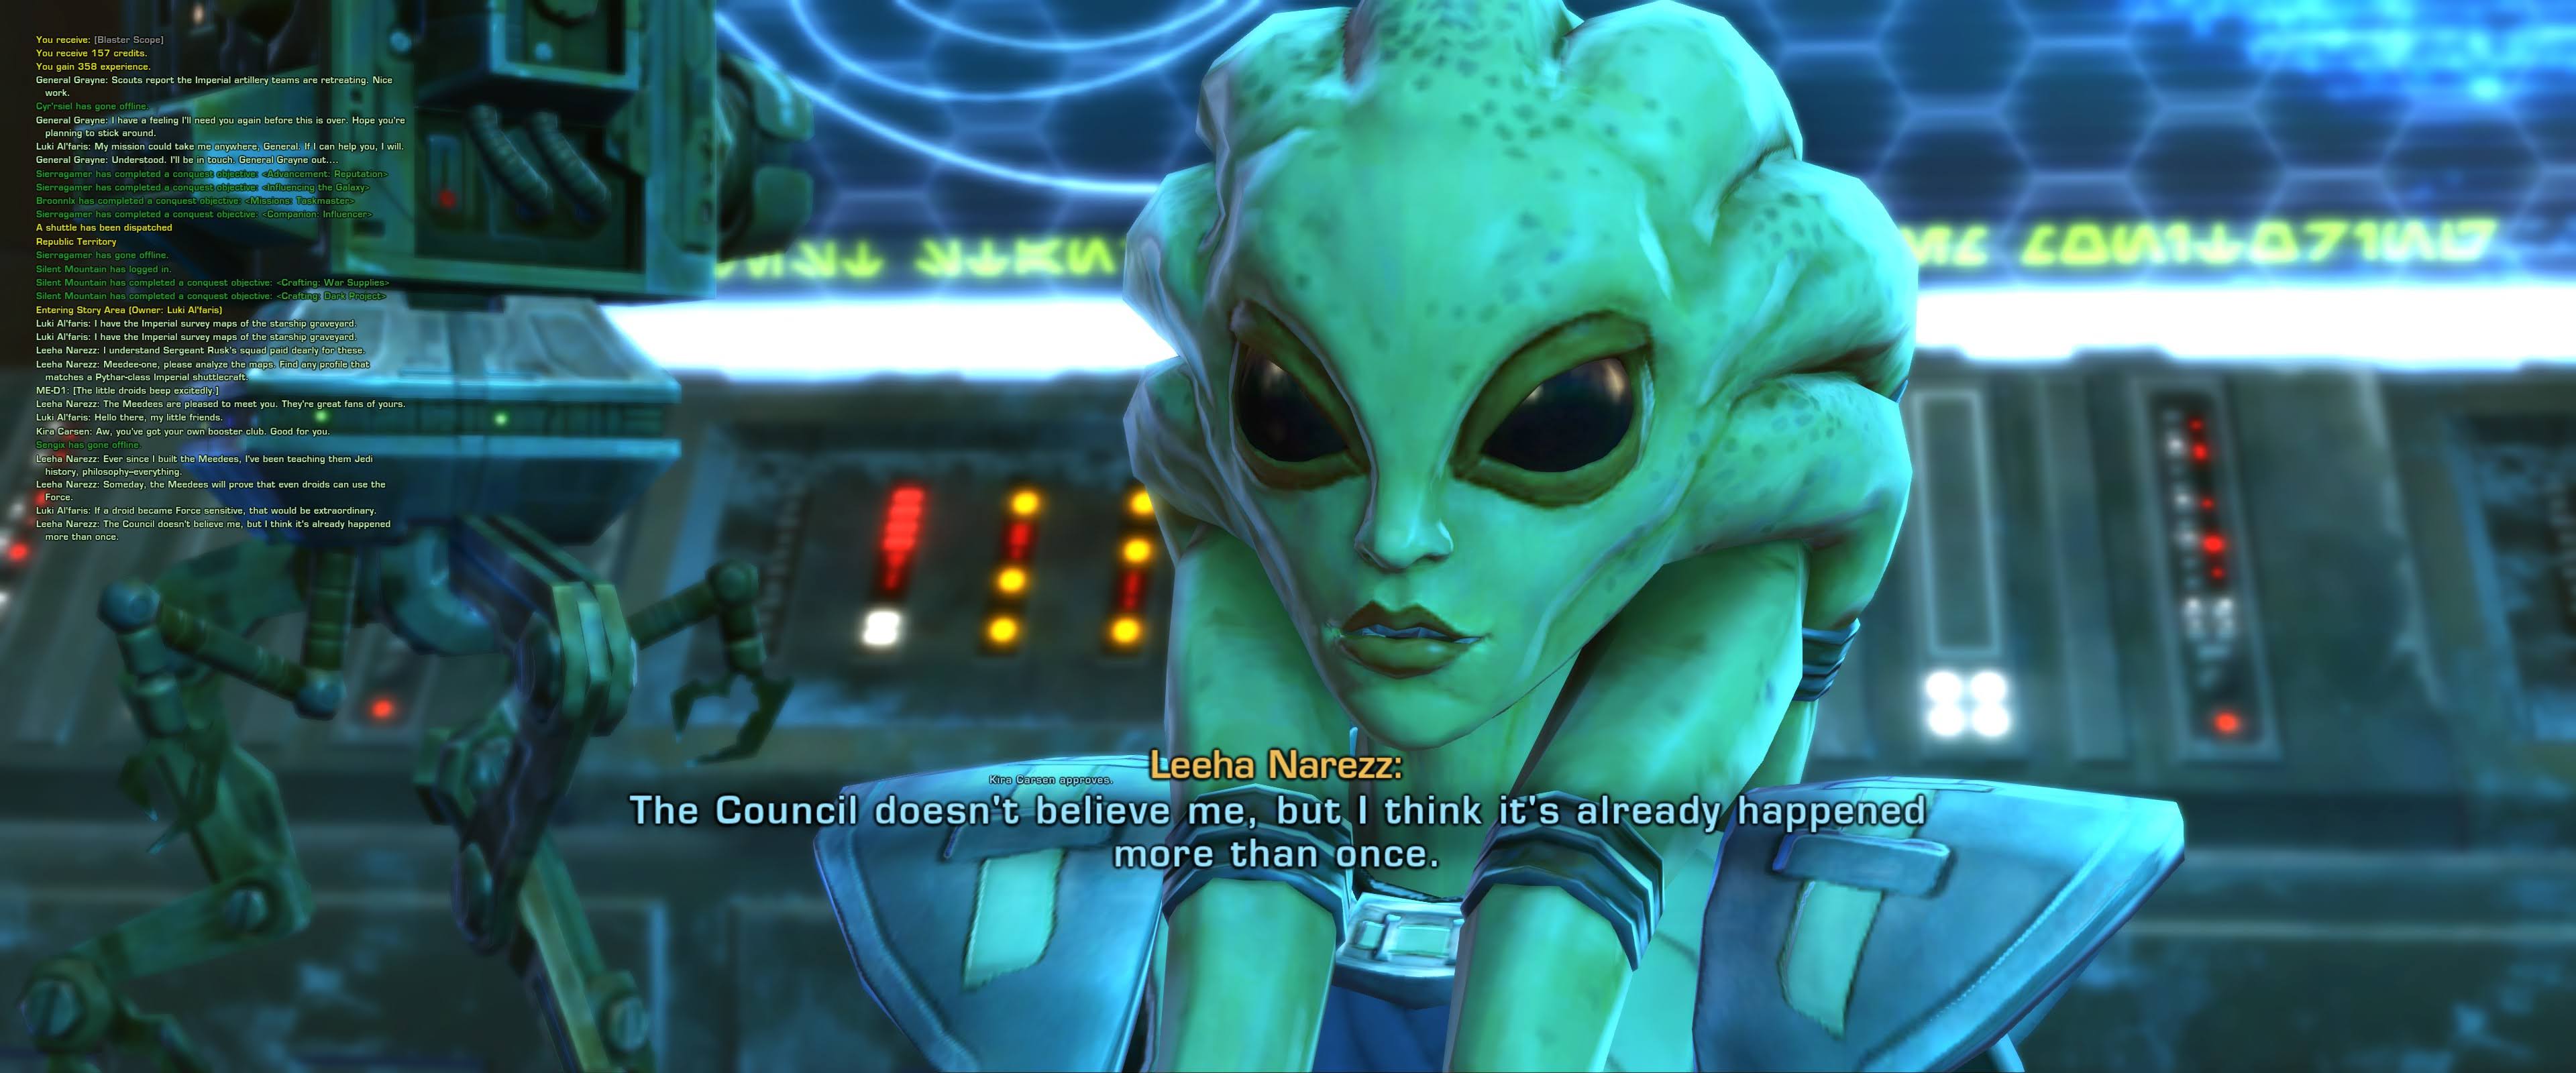 You receive: [Blaster Scope]
You receive 157 credits.
You gain 358 experience.
General Grayne: Scouts report the Imperial artillery teams are retreating. Nice
work.
Cyr'rsiel has gone offline.
General Grayne: I have a feeling I'll need you again before this is over. Hope you're
planning to stick around.
Luki Al'faris: My mission could take me anywhere, General. If I can help you, I will.
General Grayne: Understood. I'll be in touch. General Grayne out....
Sierragamer has completed a conquest objective: <Advancement: Reputation>
Sierragamer has completed a conquest objective: <Influencing the Galaxy>
Broonnlx has completed a conquest objective: <Missions: Taskmaster>
Sierragamer has completed a conquest objective: <Companion: Influencer>
A shuttle has been dispatched
Republic Territory
Sierragamer has gone offline.
Silent Mountain has logged in.
Silent Mountain has completed a conquest objective: <Crafting: War Supplies>
Silent Mountain has completed a conquest objective: <Crafting: Dark Project>
Entering Story Area (Owner: Luki Al'faris)
Luki Al'faris: I have the Imperial survey maps of the starship graveyard.
Luki Al'faris: I have the Imperial survey maps of the starship graveyard.
Leeha Narezz: I understand Sergeant Rusk's squad paid dearly for these.
Leeha Narezz: Meedee-one, please analyze the maps. Find any profile that
matches a Pythar-class Imperial shuttlecraft.
ME-D1: [The little droids beep excitedly.]
Leeha Narezz: The Meedees are pleased to meet you. They're great fans of yours.
Luki Al'faris: Hello there, my little friends.
Kira Carsen: Aw, you've got your own booster club. Good for you.
Sengix has gone offline.
Leeha Narezz: Ever since I built the Meedees, I've been teaching them Jedi
history, philosophy–everything.
Leeha Narezz: Someday, the Meedees will prove that even droids can use the
Force.
Luki Al'faris: If a droid became Force sensitive, that would be extraordinary.
Leeha Narezz: The Council doesn't believe me, but I think it's already happened
more than once.
Leeha Narezz:
Kira Carsen approves.
The Council doesn't believe me, but I think it's already happened
more than once.